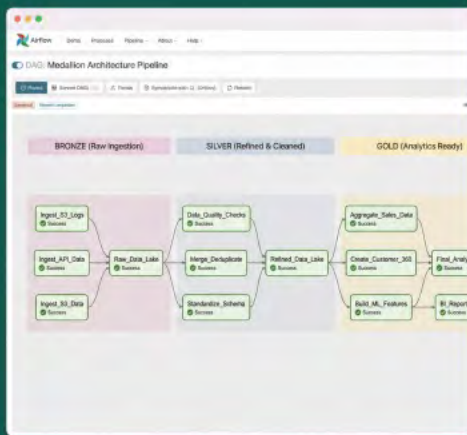 Airflow
Help
DAG: Medallion Architecture Pipeline
BRONZE (Raw Ingestion)
SILVER (Refined & Cleaned)
GOLD (Analytics Ready)
Ingest_S3_Logs
Success
Data_Quality_Checks
Success
Aggregate_Sales_Data
Success
Ingest_API_Data
Success
Raw_Data_Lake
Success
Merge_Deduplicate
Success
Refined_Data_Lake
Success
Create_Customer_360
Success
Final_Analy
Success
Success
Standardize_Schema
Success
Build_ML_Features
Success
BI_Report
Success